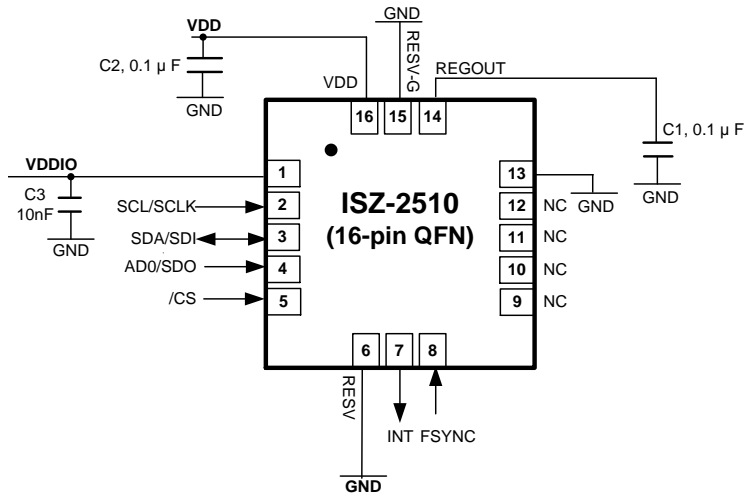 GND
VDD
C2, 0.1 µ F
GND
VDD
RESV-G
REGOUT
C1, 0.1 µ F
GND
16
15
14
VDDIO
C3
10nF
GND
SCL/SCLK
SDA/SDI
AD0/SDO
/CS
1
2
3
4
5
ISZ-2510
(16-pin QFN)
13
12
11
10
9
GND
NC
NC
NC
NC
6
7
8
RESV
INT
FSYNC
GND